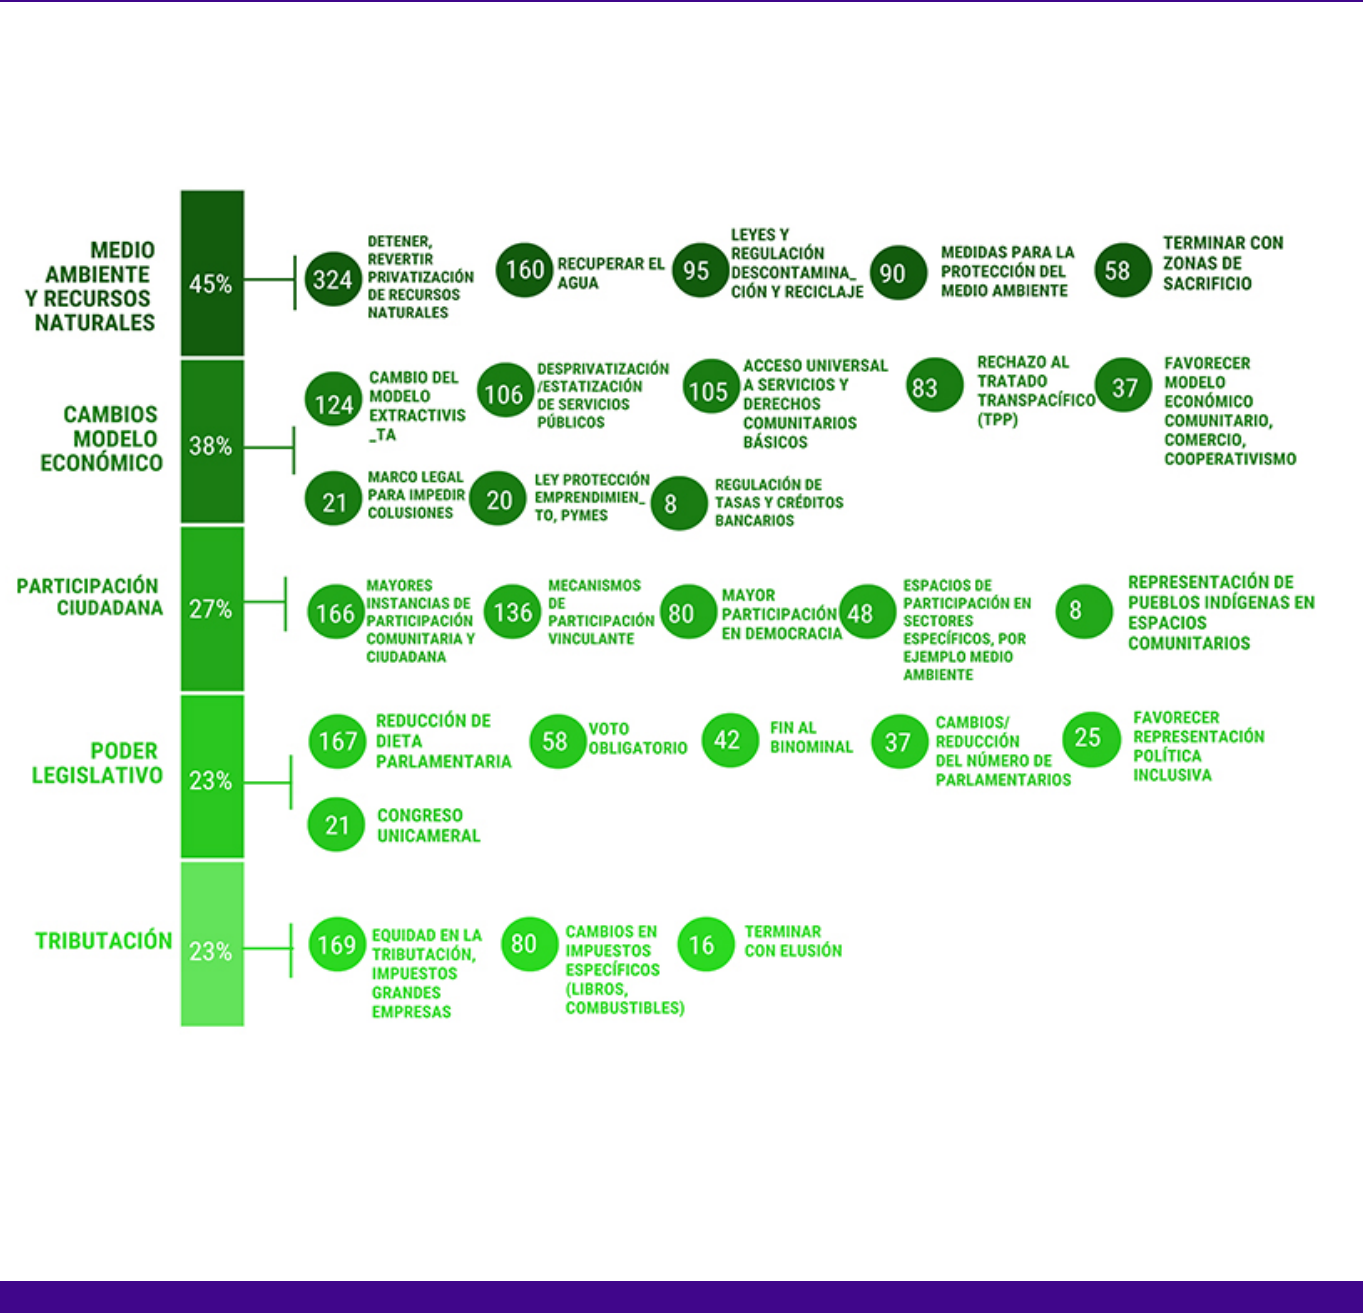 MEDIO
AMBIENTE
Y RECURSOS
NATURALES
45%
324
DETENER,
REVERTIR
PRIVATIZACIÓN
DE RECURSOS
NATURALES
160
RECUPERAR EL
AGUA
95
LEYES Y
REGULACIÓN
DESCONTAMINA_
CIÓN Y RECICLAJE
90
MEDIDAS PARA LA
PROTECCIÓN DEL
MEDIO AMBIENTE
58
TERMINAR CON
ZONAS DE
SACRIFICIO
CAMBIOS
MODELO
ECONÓMICO
38%
124
CAMBIO DEL
MODELO
EXTRACTIVIS
_TA
106
DESPRIVATIZACIÓN
/ESTATIZACIÓN
DE SERVICIOS
PÚBLICOS
105
ACCESO UNIVERSAL
A SERVICIOS Y
DERECHOS
COMUNITARIOS
BÁSICOS
83
RECHAZO AL
TRATADO
TRANSPACÍFICO
(TPP)
37
FAVORECER
MODELO
ECONÓMICO
COMUNITARIO,
COMERCIO,
COOPERATIVISMO
21
MARCO LEGAL
PARA IMPEDIR
COLUSIONES
20
LEY PROTECCIÓN
EMPRENDIMIEN_
TO, PYMES
8
REGULACIÓN DE
TASAS Y CRÉDITOS
BANCARIOS
PARTICIPACIÓN
CIUDADANA
27%
166
MAYORES
INSTANCIAS DE
PARTICIPACIÓN
COMUNITARIA Y
CIUDADANA
136
MECANISMOS
DE
PARTICIPACIÓN
VINCULANTE
80
MAYOR
PARTICIPACIÓN
EN DEMOCRACIA
48
ESPACIOS DE
PARTICIPACIÓN EN
SECTORES
ESPECÍFICOS, POR
EJEMPLO MEDIO
AMBIENTE
8
REPRESENTACIÓN DE
PUEBLOS INDÍGENAS EN
ESPACIOS
COMUNITARIOS
PODER
LEGISLATIVO
23%
167
REDUCCIÓN DE
DIETA
PARLAMENTARIA
58
VOTO
OBLIGATORIO
42
FIN AL
BINOMINAL
37
CAMBIOS/
REDUCCIÓN
DEL NÚMERO DE
PARLAMENTARIOS
25
FAVORECER
REPRESENTACIÓN
POLÍTICA
INCLUSIVA
21
CONGRESO
UNICAMERAL
TRIBUTACIÓN
23%
169
EQUIDAD EN LA
TRIBUTACIÓN,
IMPUESTOS
GRANDES
EMPRESAS
80
CAMBIOS EN
IMPUESTOS
ESPECÍFICOS
(LIBROS,
COMBUSTIBLES)
16
TERMINAR
CON ELUSIÓN